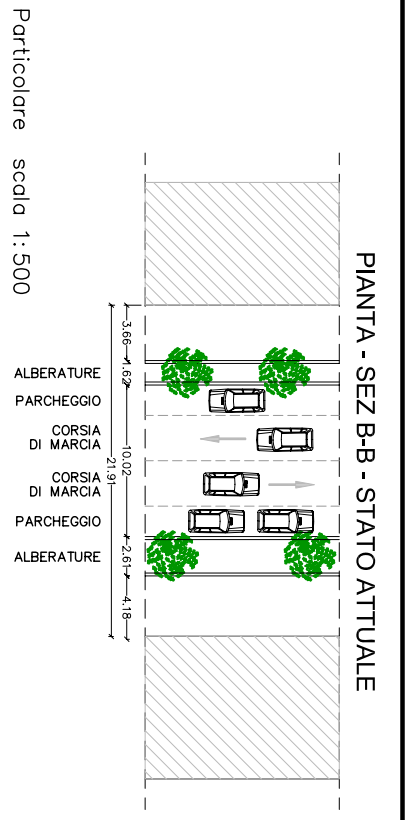 PIANTA - SEZ B-B - STATO ATTUALE
3.66
1.62
10.02
2.61
4.18
21.91
ALBERATURE
PARCHEGGIO
CORSIA
DI MARCIA
CORSIA
DI MARCIA
PARCHEGGIO
ALBERATURE
Particolare scala 1:500